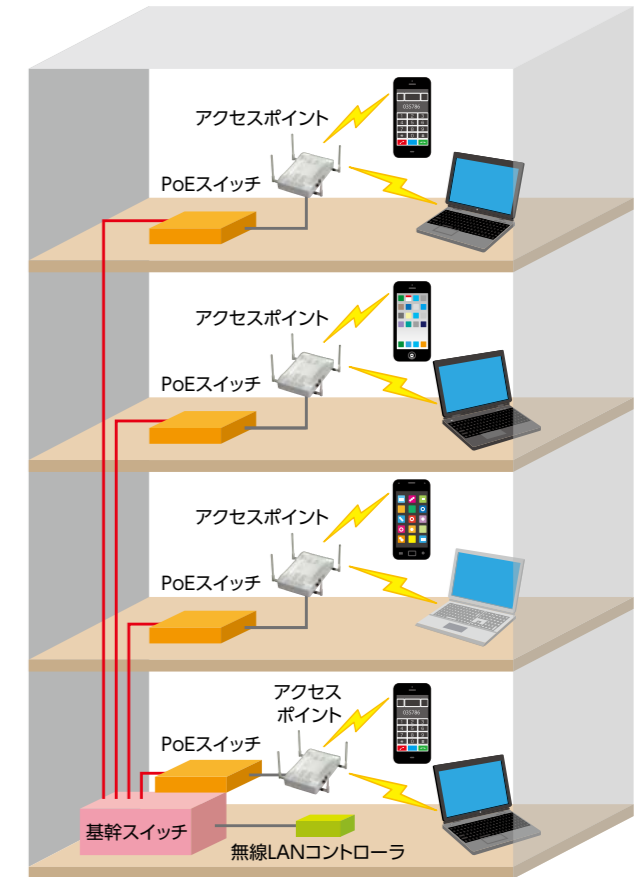 アクセスポイント
035786
PoEスイッチ
アクセスポイント
PoEスイッチ
アクセスポイント
PoEスイッチ
アクセス
ポイント
035786
PoEスイッチ
基幹スイッチ
無線LANコントローラ